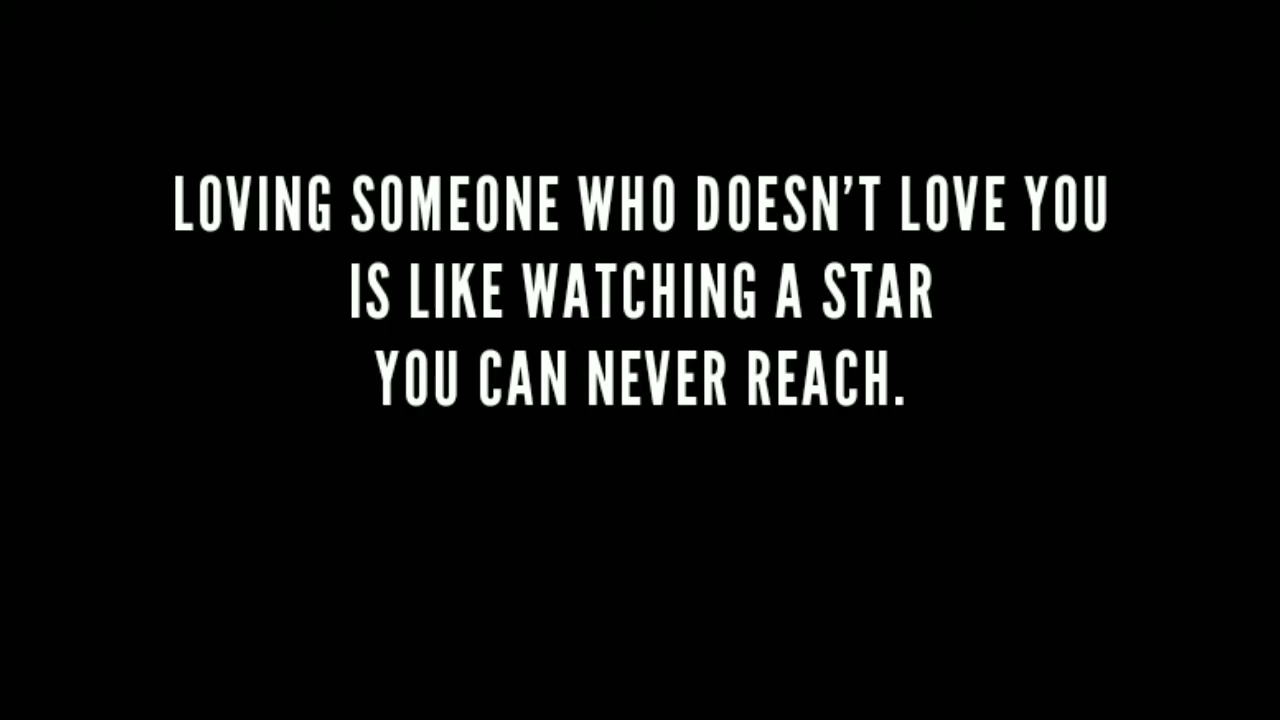 LOVING SOMEONE WHO DOESN’T LOVE YOU
IS LIKE WATCHING A STAR
YOU CAN NEVER REACH.